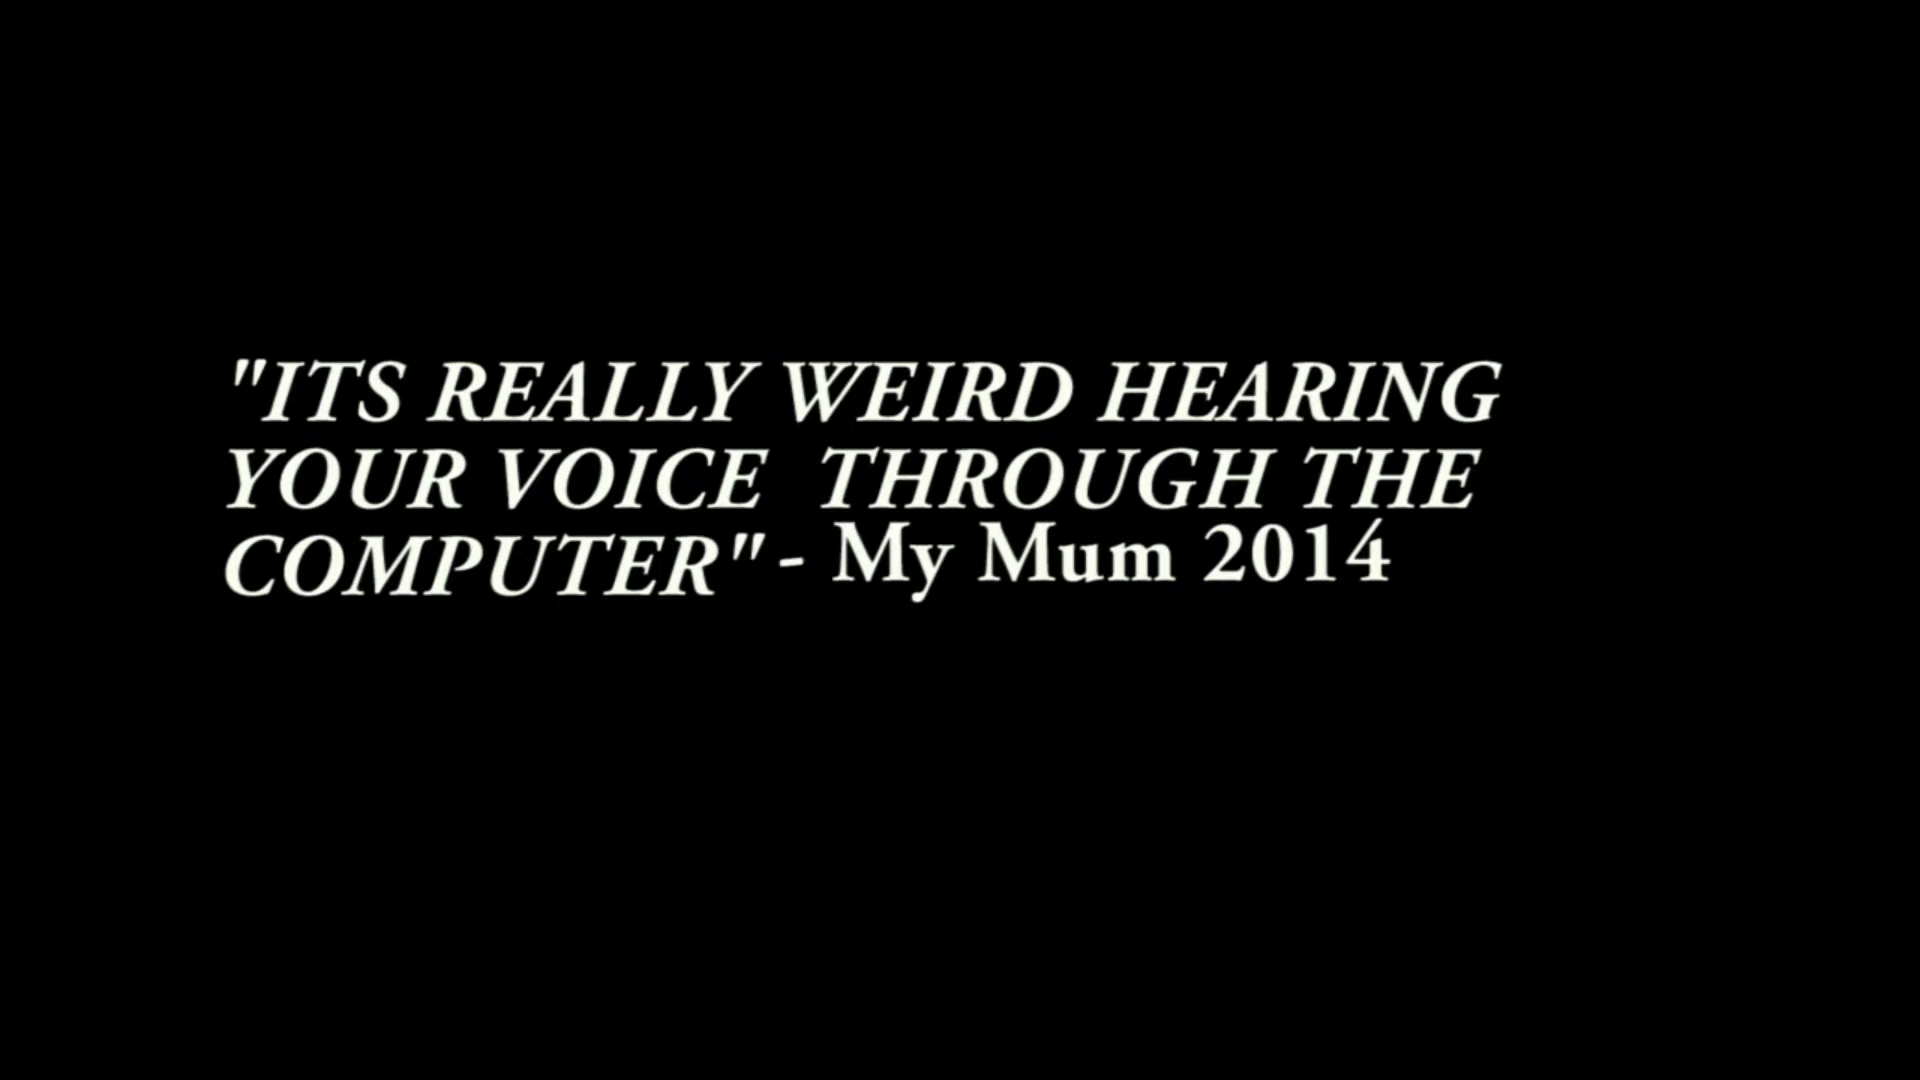 "ITS REALLY WEIRD HEARING
YOUR VOICE  THROUGH THE
COMPUTER" - My Mum 2014